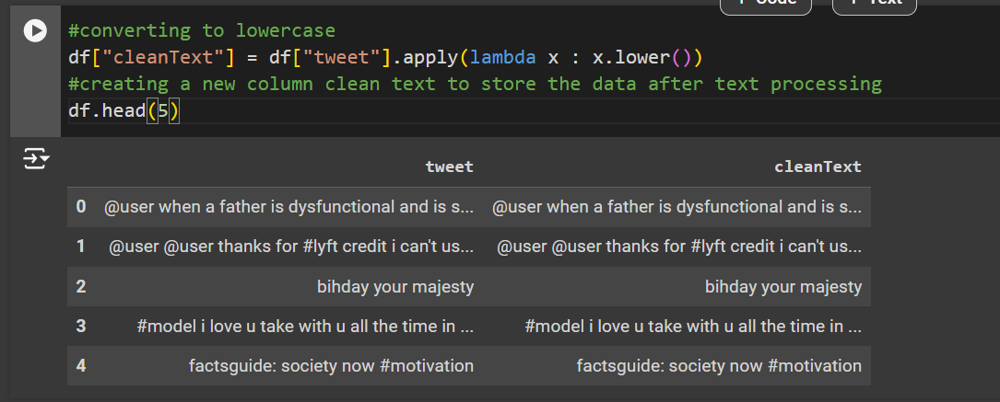 + Code + Text
#converting to lowercase
df["cleanText"] = df["tweet"].apply(lambda x : x.lower())
#creating a new column clean text to store the data after text processing
df.head(5)
tweet cleanText
0 @user when a father is dysfunctional and is s... @user when a father is dysfunctional and is s...
1 @user @user thanks for #lyft credit i can't us... @user @user thanks for #lyft credit i can't us...
2 bihday your majesty bihday your majesty
3 #model i love u take with u all the time in ... #model i love u take with u all the time in ...
4 factsguide: society now #motivation factsguide: society now #motivation